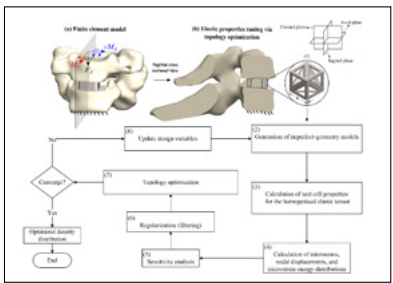 (a) Finite element model
(b) Elastic properties tuning via
topology optimization
Sagittal cross
sectional view
Coronal plane
Axial plane
Sagittal plane
(1)
(8)
Update design variables
(2)
Generation of imperfect-geometry models
No
Converge?
(7)
Topology optimization
(3)
Calculation of unit cell properties
for the homogenized elastic tensor
Yes
(6)
Regularization (filtering)
Optimized density
distribution
(5)
Sensitivity analysis
(4)
Calculation of microstress,
nodal displacements, and
microstrain energy distributions
End